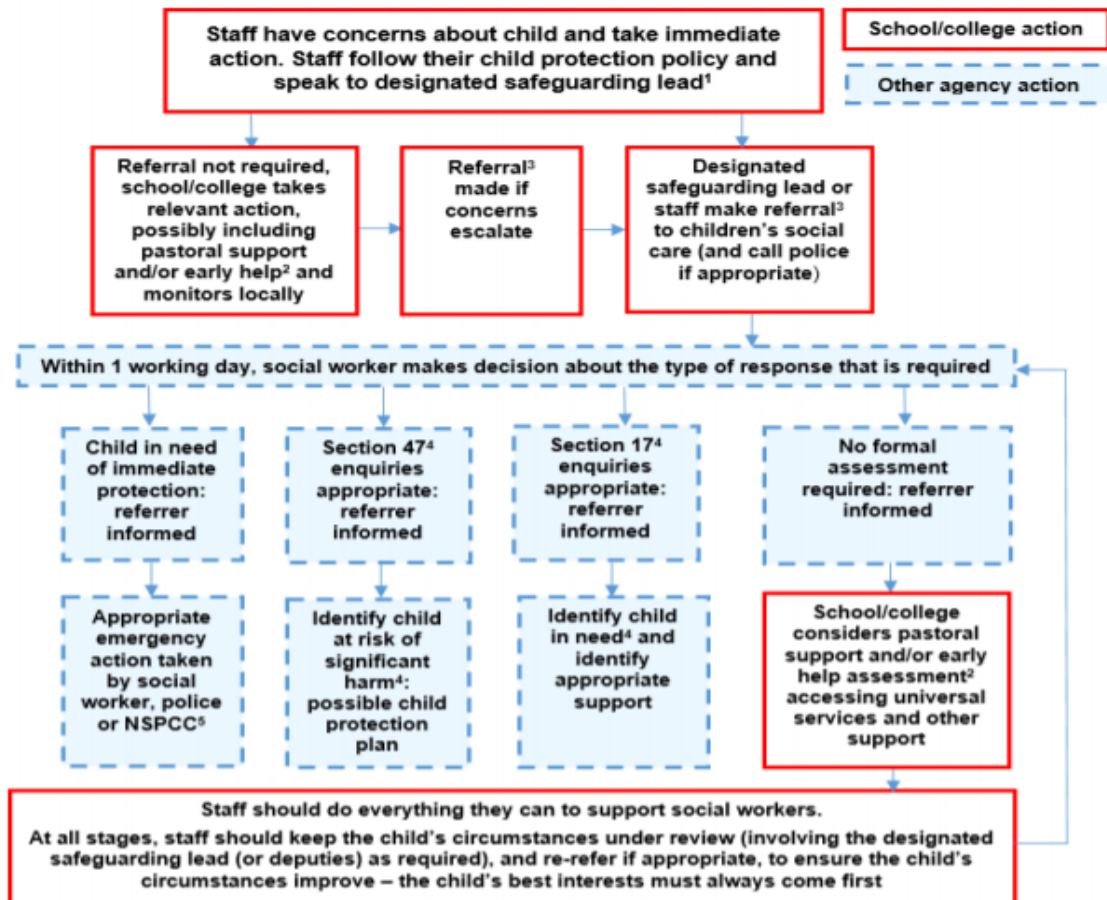 Staff have concerns about child and take immediate
action. Staff follow their child protection policy and
speak to designated safeguarding lead¹
School/college action
Other agency action
Referral not required,
school/college takes
relevant action,
possibly including
pastoral support
and/or early help² and
monitors locally
Referral³
made if
concerns
escalate
Designated
safeguarding lead or
staff make referral³
to children's social
care (and call police
if appropriate)
Within 1 working day, social worker makes decision about the type of response that is required
Child in need
of immediate
protection:
referrer
informed
Section 47⁴
enquiries
appropriate:
referrer
informed
Section 17⁴
enquiries
appropriate:
referrer
informed
No formal
assessment
required: referrer
informed
Appropriate
emergency
action taken
by social
worker, police
or NSPCC⁵
Identify child
at risk of
significant
harm⁴:
possible child
protection
plan
Identify child
in need⁴ and
identify
appropriate
support
School/college
considers pastoral
support and/or early
help assessment²
accessing universal
services and other
support
Staff should do everything they can to support social workers.
At all stages, staff should keep the child's circumstances under review (involving the designated
safeguarding lead (or deputies) as required), and re-refer if appropriate, to ensure the child's
circumstances improve – the child's best interests must always come first